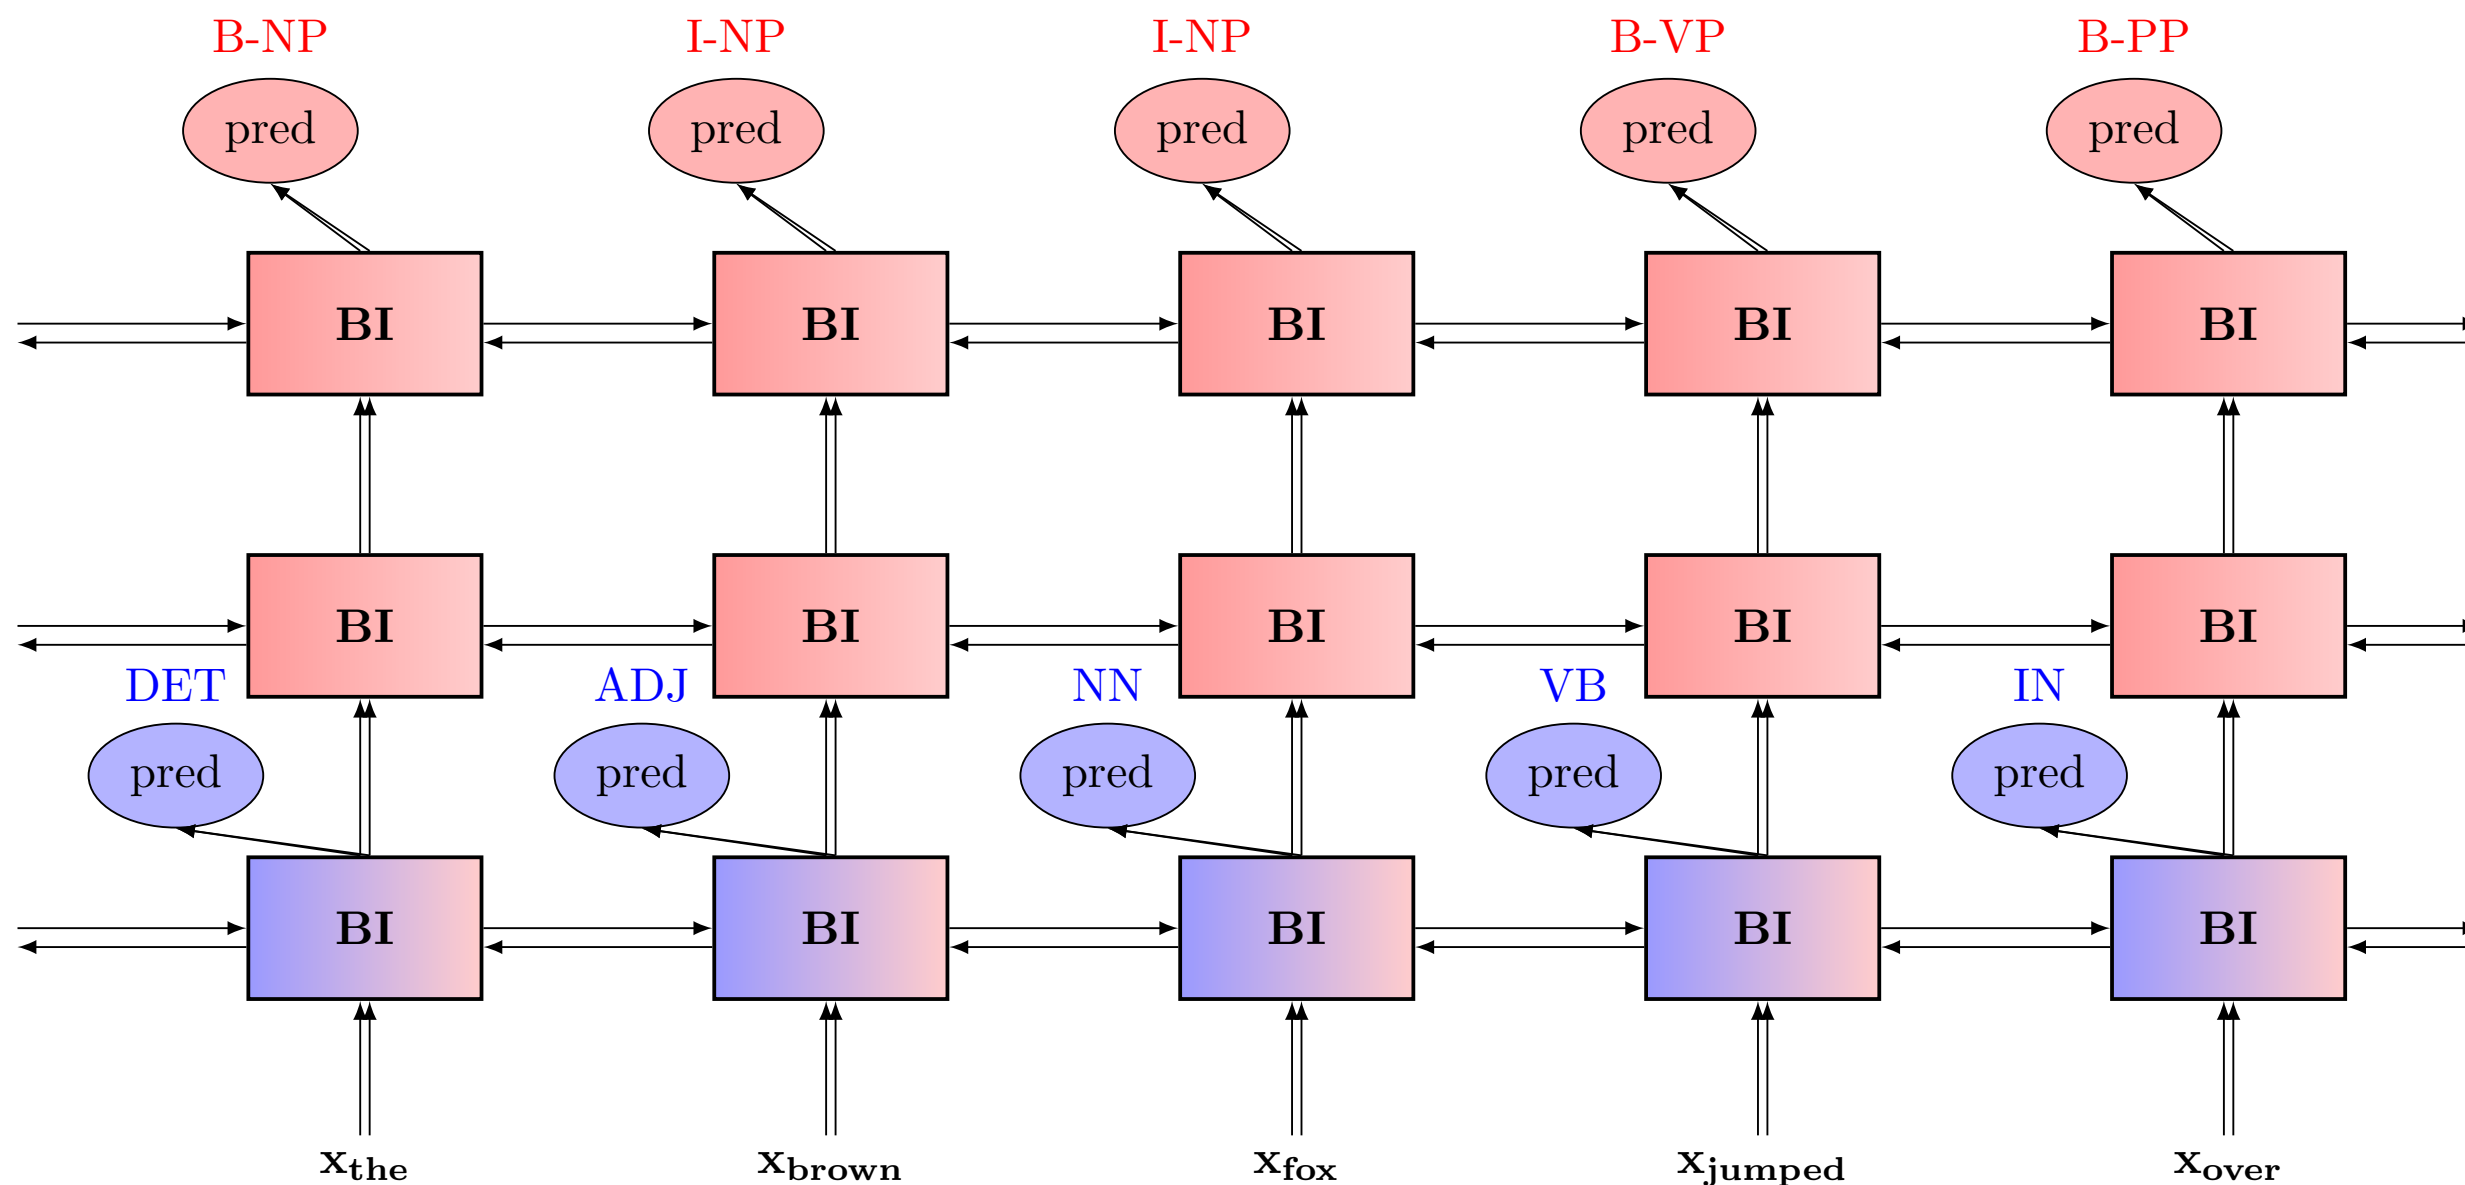 B-NP I-NP I-NP B-VP B-PP
pred pred pred pred pred
BI BI BI BI BI
BI BI BI BI BI
DET ADJ NN VB IN
pred pred pred pred pred
BI BI BI BI BI
x_the x_brown x_fox x_jumped x_over